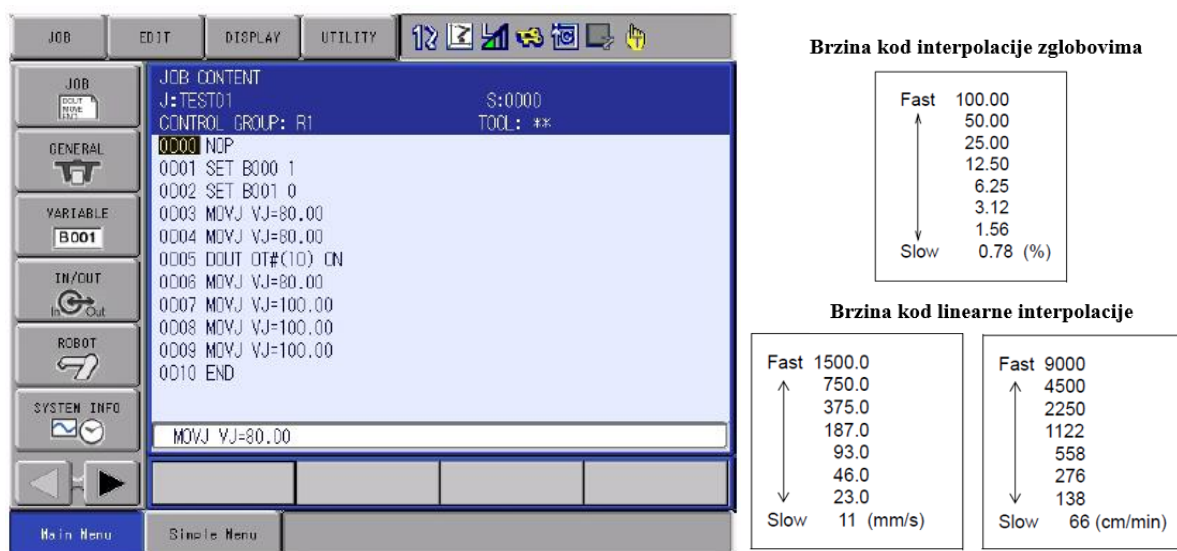 JOB
EDIT
DISPLAY
UTILITY
JOB
DOUT
MOVE
END
GENERAL
VARIABLE
B001
IN/OUT
In Out
ROBOT
SYSTEM INFO
JOB CONTENT
J:TEST01 S:0000
CONTROL GROUP: R1 TOOL: **
0000 NOP
0001 SET B000 1
0002 SET B001 0
0003 MOVJ VJ=80.00
0004 MOVJ VJ=80.00
0005 DOUT OT#(10) ON
0006 MOVJ VJ=80.00
0007 MOVJ VJ=100.00
0008 MOVJ VJ=100.00
0009 MOVJ VJ=100.00
0010 END
MOVJ VJ=80.00
Main Menu
Simple Menu
Brzina kod interpolacije zglobovima
Fast 100.00
50.00
25.00
12.50
6.25
3.12
1.56
Slow 0.78 (%)
Brzina kod linearne interpolacije
Fast 1500.0
750.0
375.0
187.0
93.0
46.0
23.0
Slow 11 (mm/s)
Fast 9000
4500
2250
1122
558
276
138
Slow 66 (cm/min)